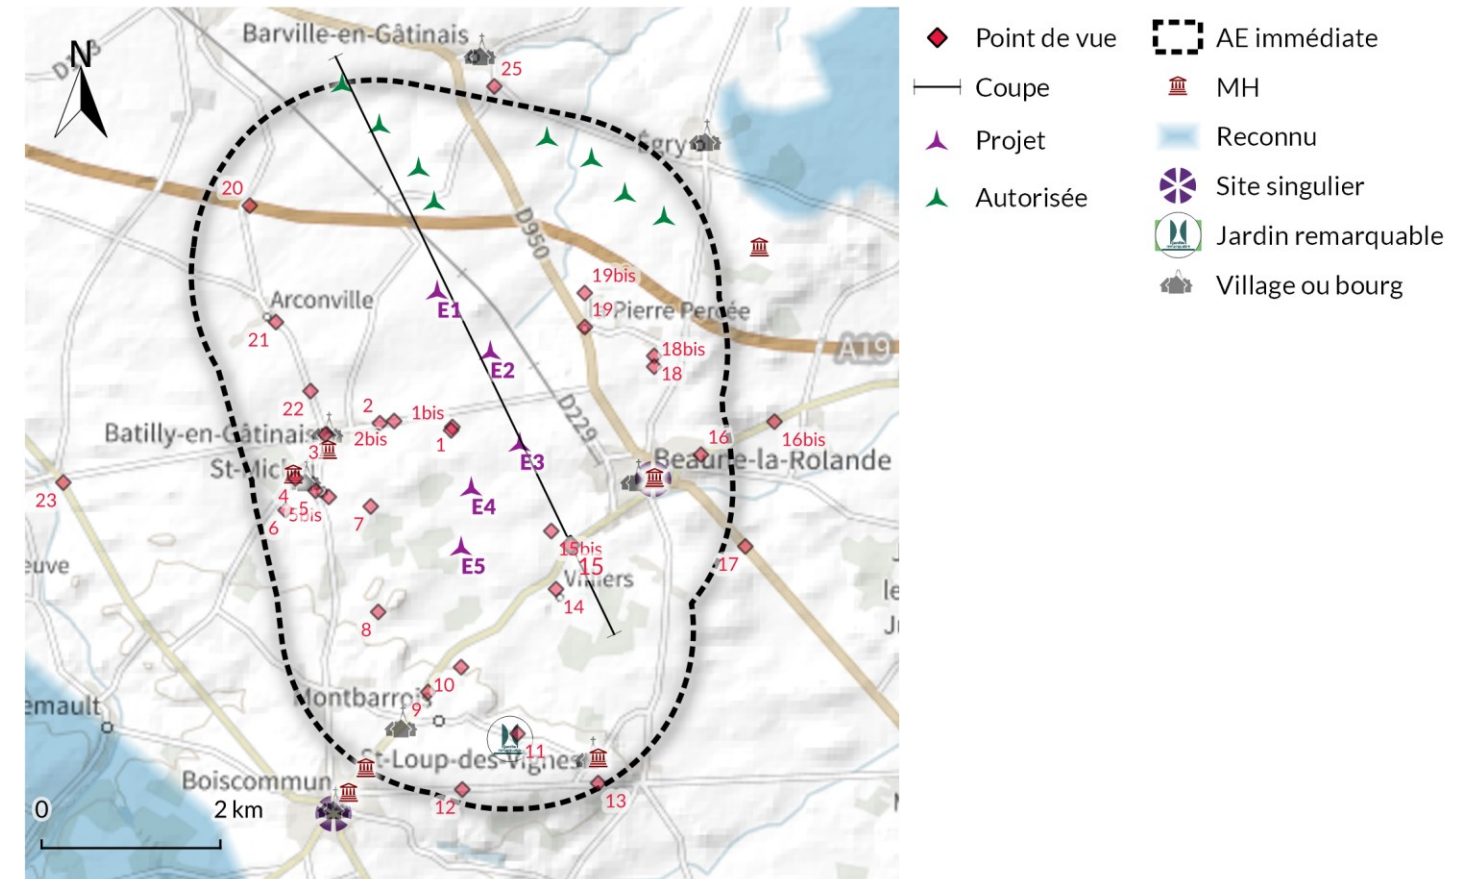 Barville-en-Gâtinais
N
25
Égry
20
D950
19bis
Arconville
19
Pierre Percée
E1
21
18bis
A19
E2
18
22
2
1bis
D229
Batilly-en-Gâtinais
2bis
1
16
16bis
3
E3
Beaune-la-Rolande
23
4
5
E4
6
5bis
7
15bis
17
E5
15
euve
Villiers
14
8
10
Montbarrois
9
emault
11
St-Loup-des-Vignes
Boiscommun
12
13
0
2 km
Point de vue
Coupe
Projet
Autorisée
AE immédiate
MH
Reconnu
Site singulier
Jardin remarquable
Village ou bourg